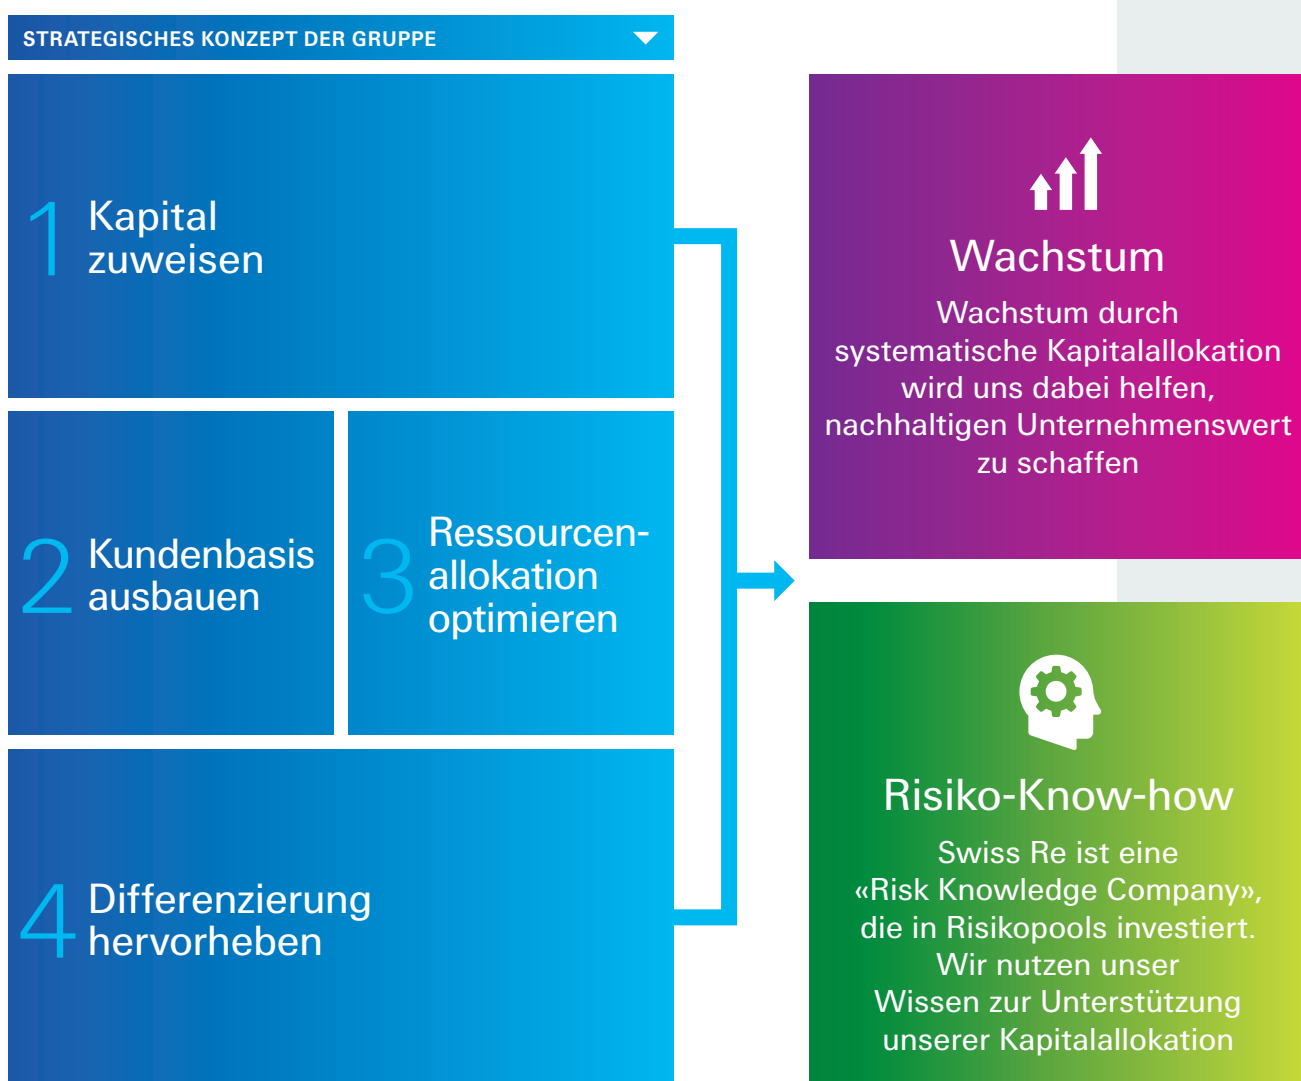 STRATEGISCHES KONZEPT DER GRUPPE
1
Kapital
zuweisen
2
Kundenbasis
ausbauen
3
Ressourcen-
allokation
optimieren
4
Differenzierung
hervorheben
Wachstum
Wachstum durch
systematische Kapitalallokation
wird uns dabei helfen,
nachhaltigen Unternehmenswert
zu schaffen
Risiko-Know-how
Swiss Re ist eine
«Risk Knowledge Company»,
die in Risikopools investiert.
Wir nutzen unser
Wissen zur Unterstützung
unserer Kapitalallokation